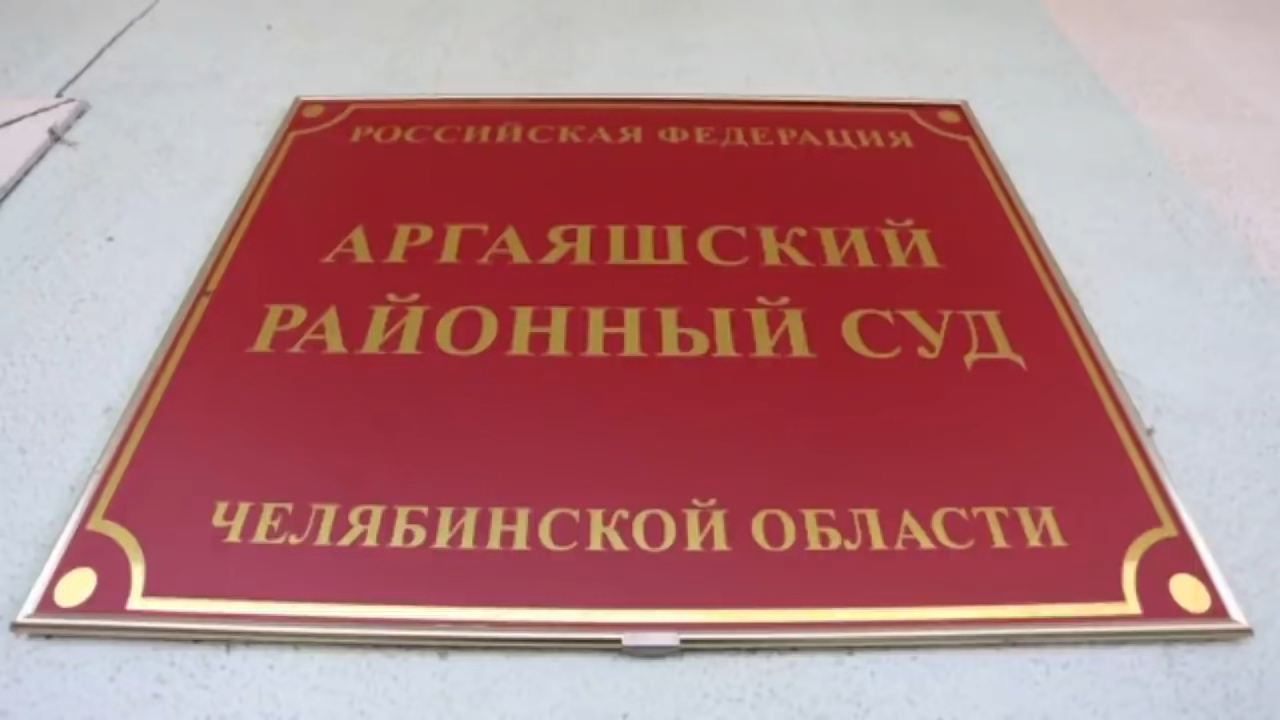 РОССИЙСКАЯ ФЕДЕРАЦИЯ
АРГАЯШСКИЙ
РАЙОННЫЙ СУД
ЧЕЛЯБИНСКОЙ ОБЛАСТИ